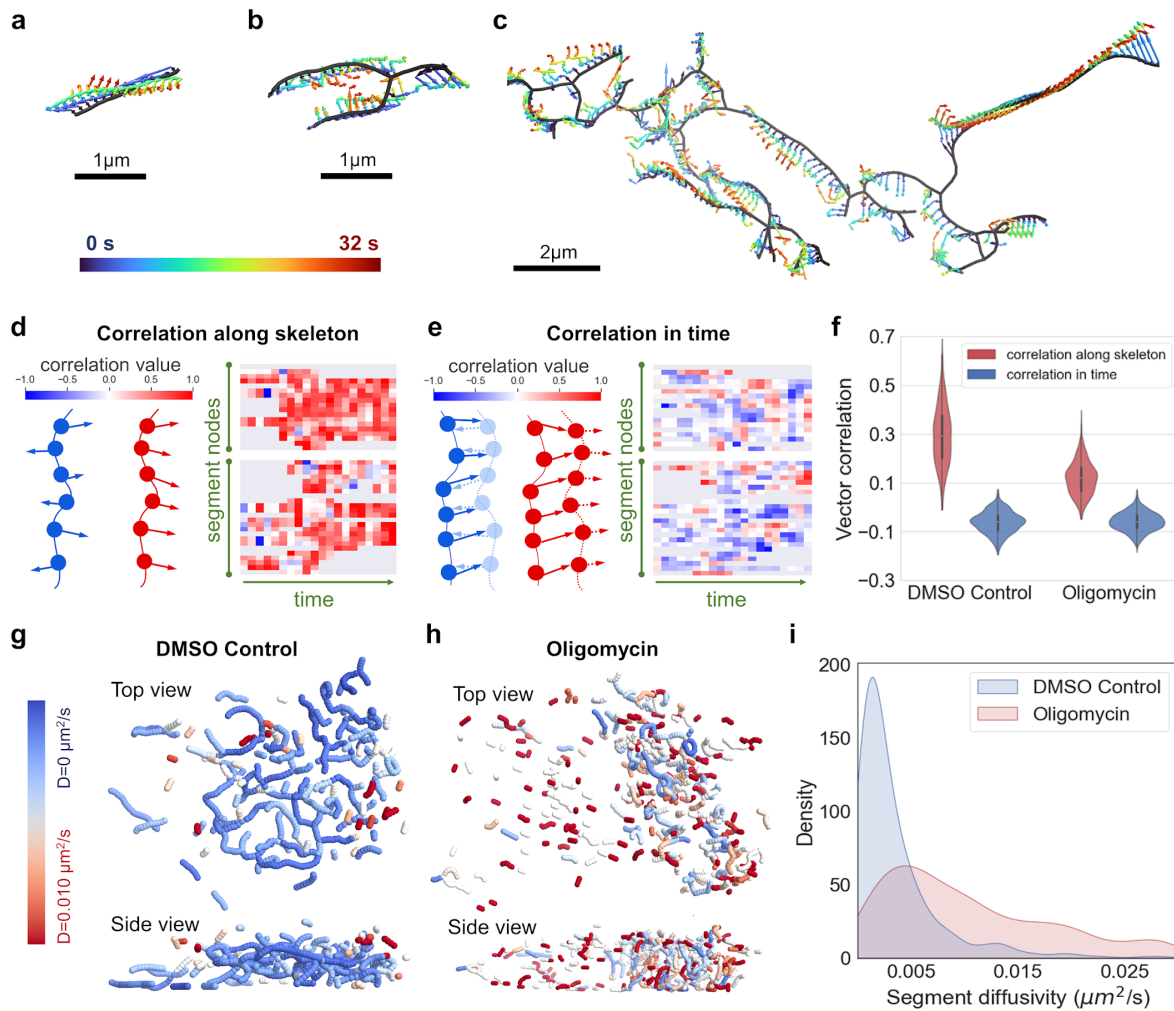 a
b
c
1μm
1μm
0 s
32 s
2μm
d
Correlation along skeleton
correlation value
-1.0
-0.5
0.0
0.5
1.0
segment nodes
time
e
Correlation in time
correlation value
-1.0
-0.5
0.0
0.5
1.0
segment nodes
time
f
0.7
0.5
0.3
0.1
-0.1
-0.3
Vector correlation
correlation along skeleton
correlation in time
DMSO Control
Oligomycin
g
DMSO Control
Top view
Side view
D=0 μm²/s
D=0.010 μm²/s
h
Oligomycin
Top view
Side view
i
200
150
100
50
0
Density
DMSO Control
Oligomycin
0.005
0.015
0.025
Segment diffusivity (μm²/s)